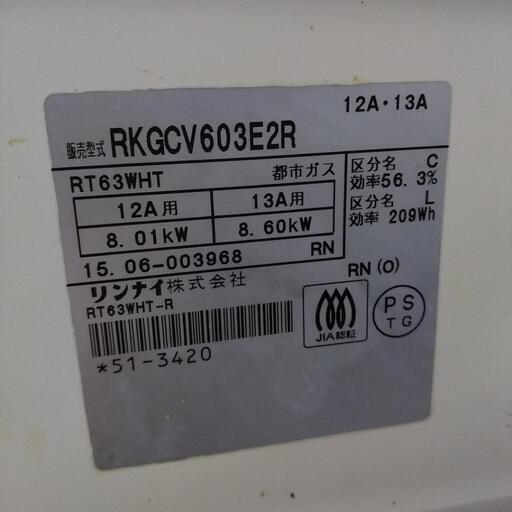 12A・13A
販売型式 RKGCV603E2R
RT63WHT 都市ガス
12A用 13A用
8.01kW 8.60kW
区分名 C
効率56.3%
区分名 L
効率 209Wh
15.06-003968 RN
リンナイ株式会社
RN(O)
RT63WHT-R
*51-3420
JIA認証
PS
TG